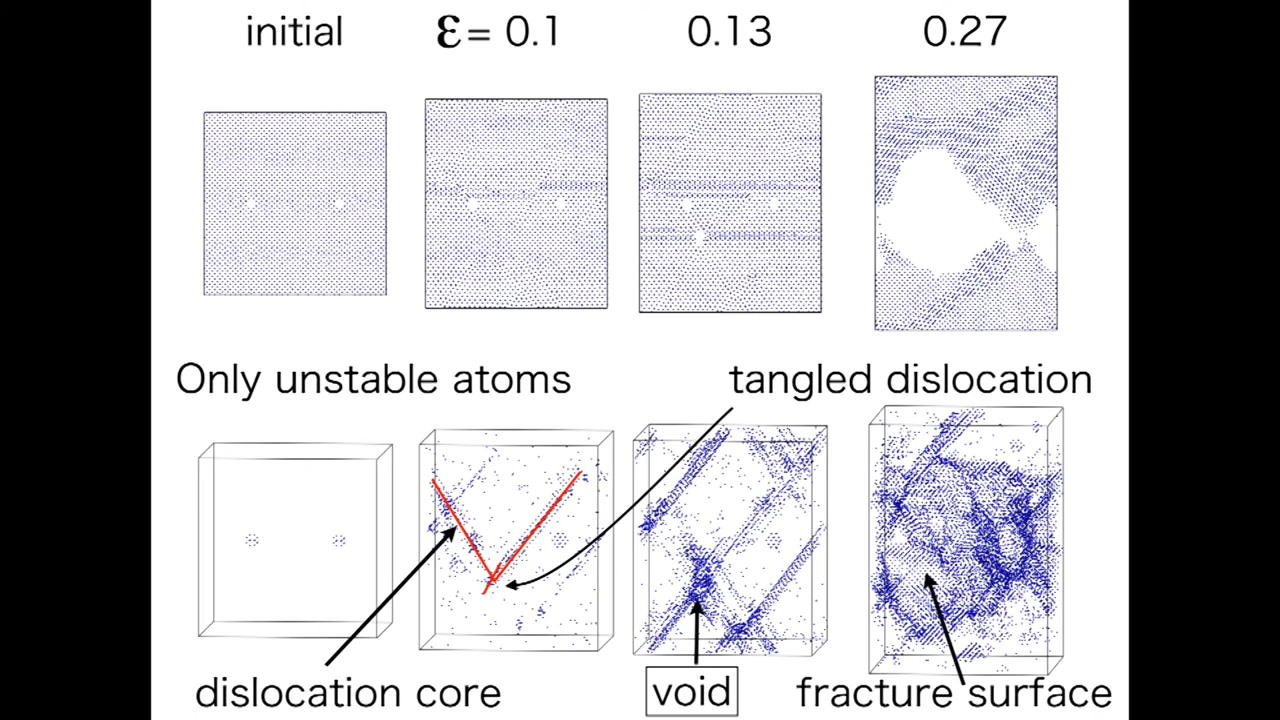 initial
ε= 0.1
0.13
0.27
Only unstable atoms
tangled dislocation
dislocation core
void
fracture surface